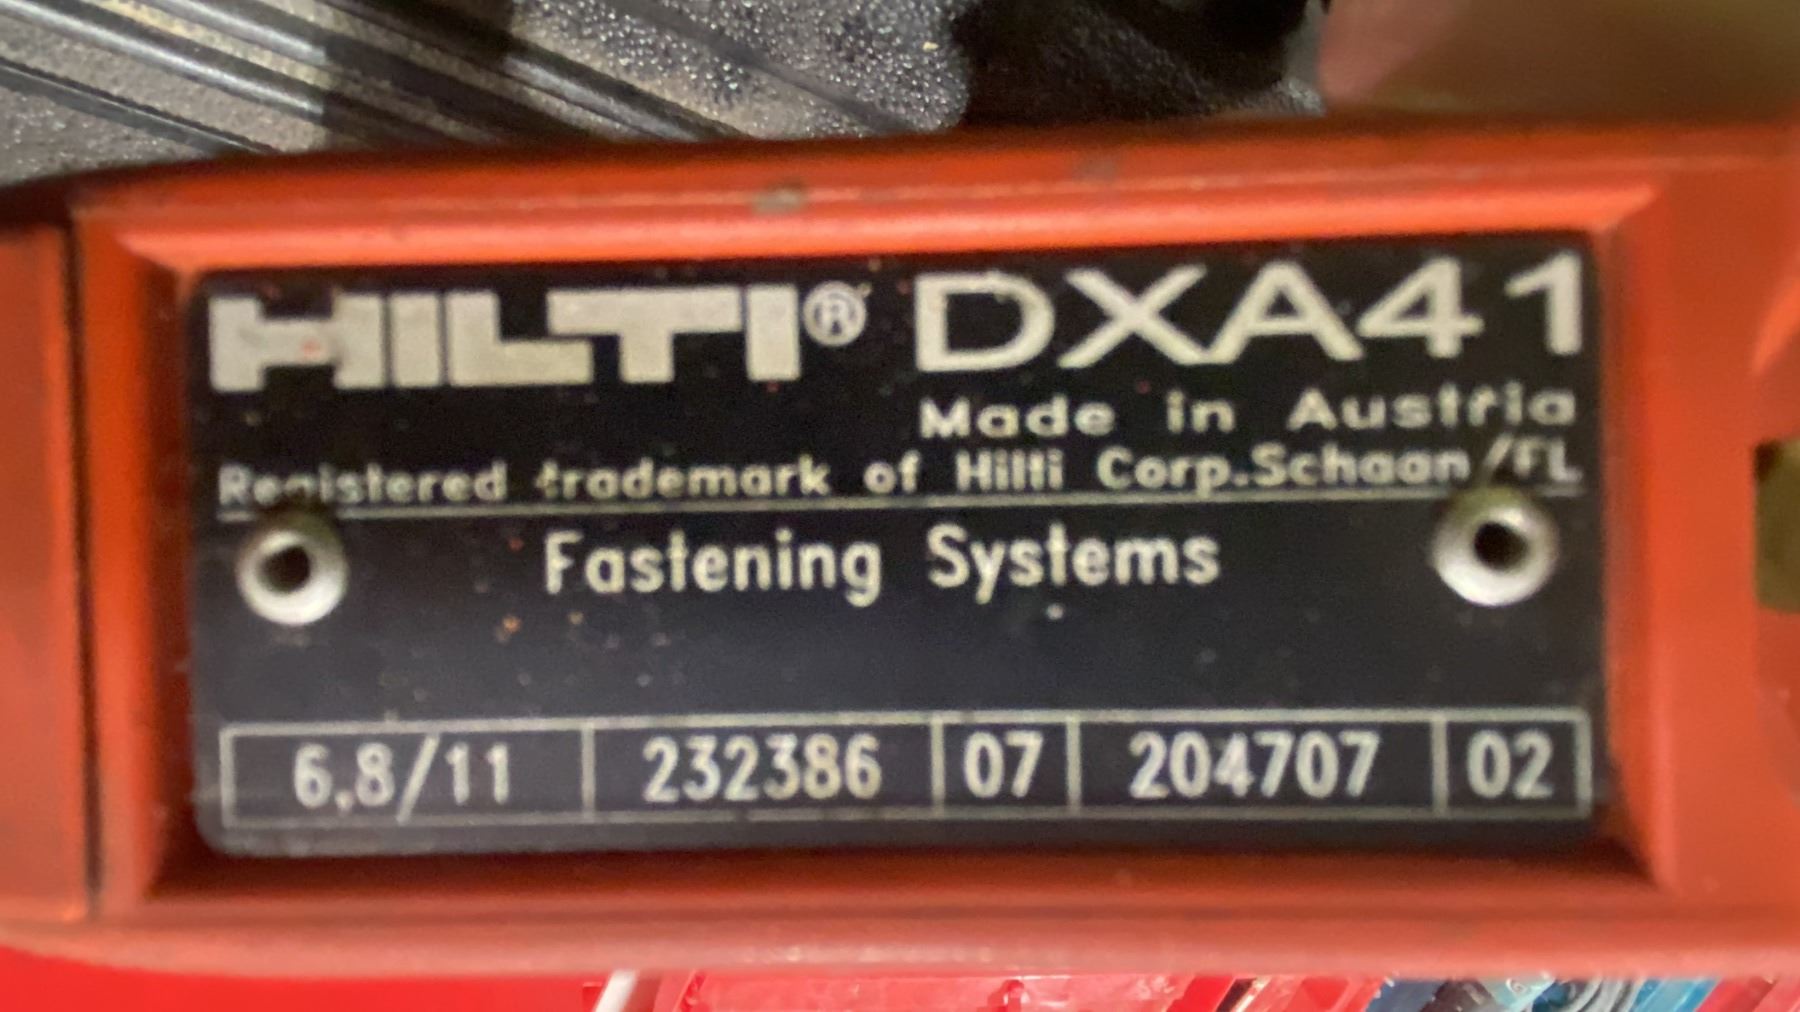 HILTI® DXA41
Made in Austria
Registered trademark of Hilti Corp.Schaan/FL
Fastening Systems
6,8/11 232386 07 204707 02